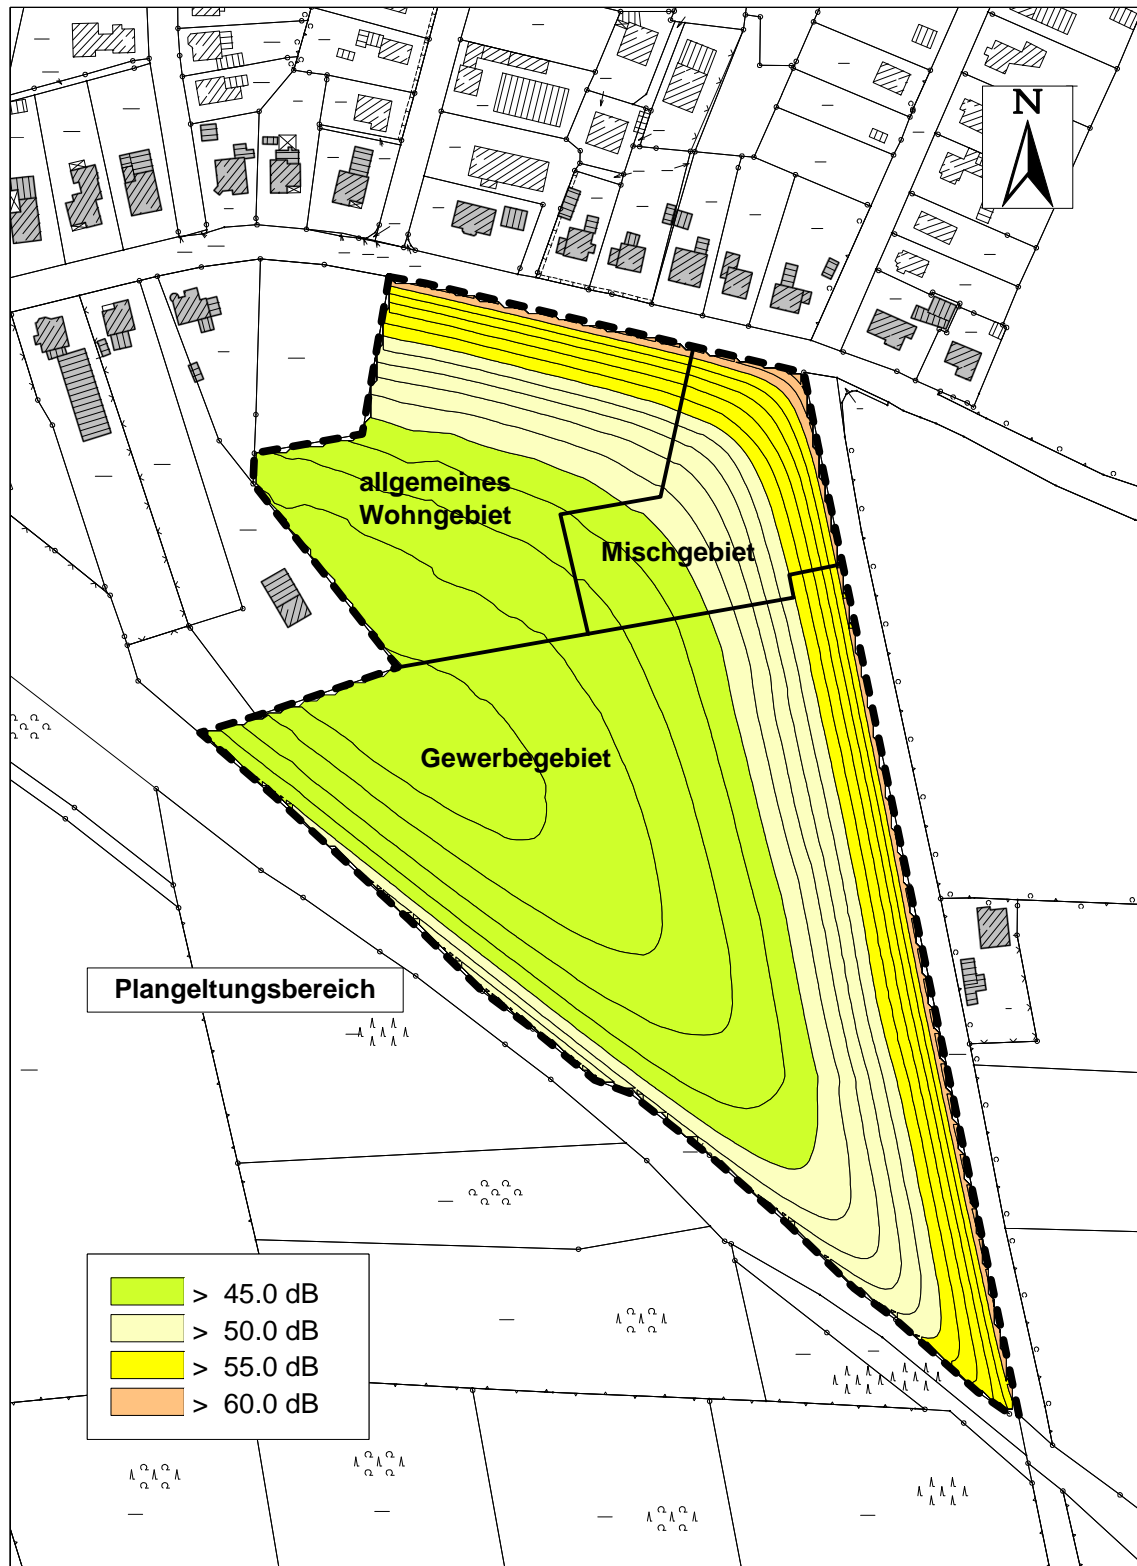 N
allgemeines
Wohngebiet
Mischgebiet
Gewerbegebiet
Plangeltungsbereich
> 45.0 dB
> 50.0 dB
> 55.0 dB
> 60.0 dB